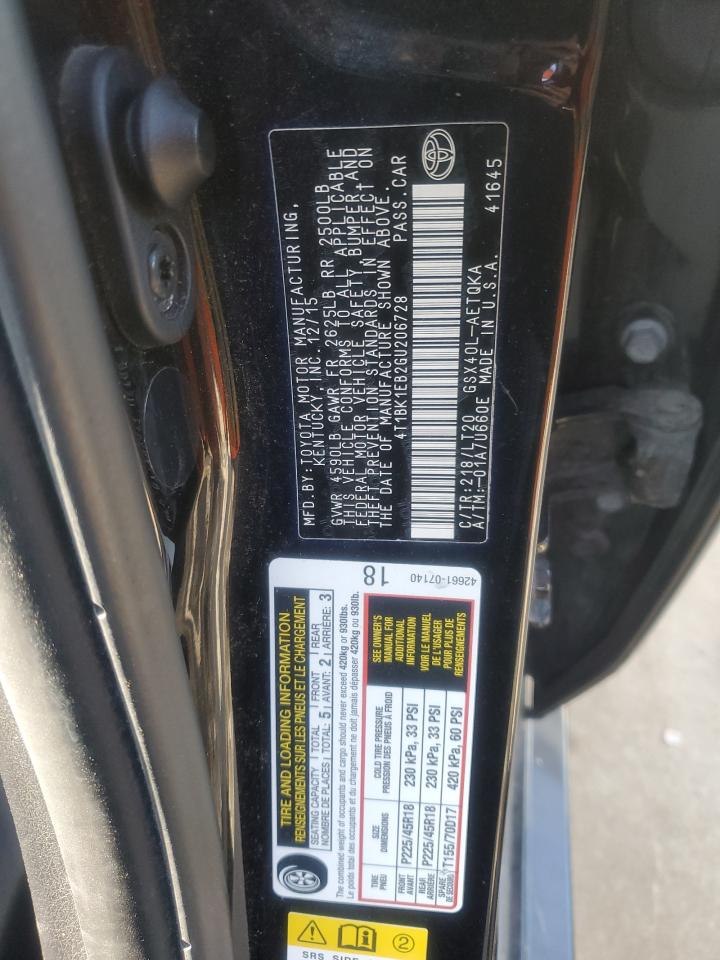 MFD.BY:TOYOTA MOTOR MANUFACTURING,
KENTUCKY, INC. 12/15
GVWR 4590LB GAWR FR 2625LB RR 2500LB
THIS VEHICLE CONFORMS TO ALL APPLICABLE
FEDERAL MOTOR VEHICLE SAFETY, BUMPER, AND
THEFT PREVENTION STANDARDS IN EFFECT ON
THE DATE OF MANUFACTURE SHOWN ABOVE.
4T1BK1EB2GU206728 PASS.CAR
C/TR:218/LT20 GSX40L-AETQKA
A/TM:-01A/U660E MADE IN U.S.A. 41645
TIRE AND LOADING INFORMATION
RENSEIGNEMENTS SUR LES PNEUS ET LE CHARGEMENT
18
42661-07140
SEATING CAPACITY TOTAL 5 FRONT 2 REAR 3
NOMBRE DE PLACES TOTAL: AVANT: ARRIÈRE:
The combined weight of occupants and cargo should never exceed 420kg or 930lbs.
Le poids total des occupants et du chargement ne doit jamais dépasser 420kg ou 930lb.
TIRE SIZE COLD TIRE PRESSURE
PNEU DIMENSIONS PRESSION DES PNEUS À FROID
FRONT AVANT P225/45R18 230 kPa, 33 PSI
REAR ARRIÈRE P225/45R18 230 kPa, 33 PSI
SPARE DE SECOURS T155/70D17 420 kPa, 60 PSI
SEE OWNER'S
MANUAL FOR
ADDITIONAL
INFORMATION
VOIR LE MANUEL
DE L'USAGER
POUR PLUS DE
RENSEIGNEMENTS
2
SRS SIDE